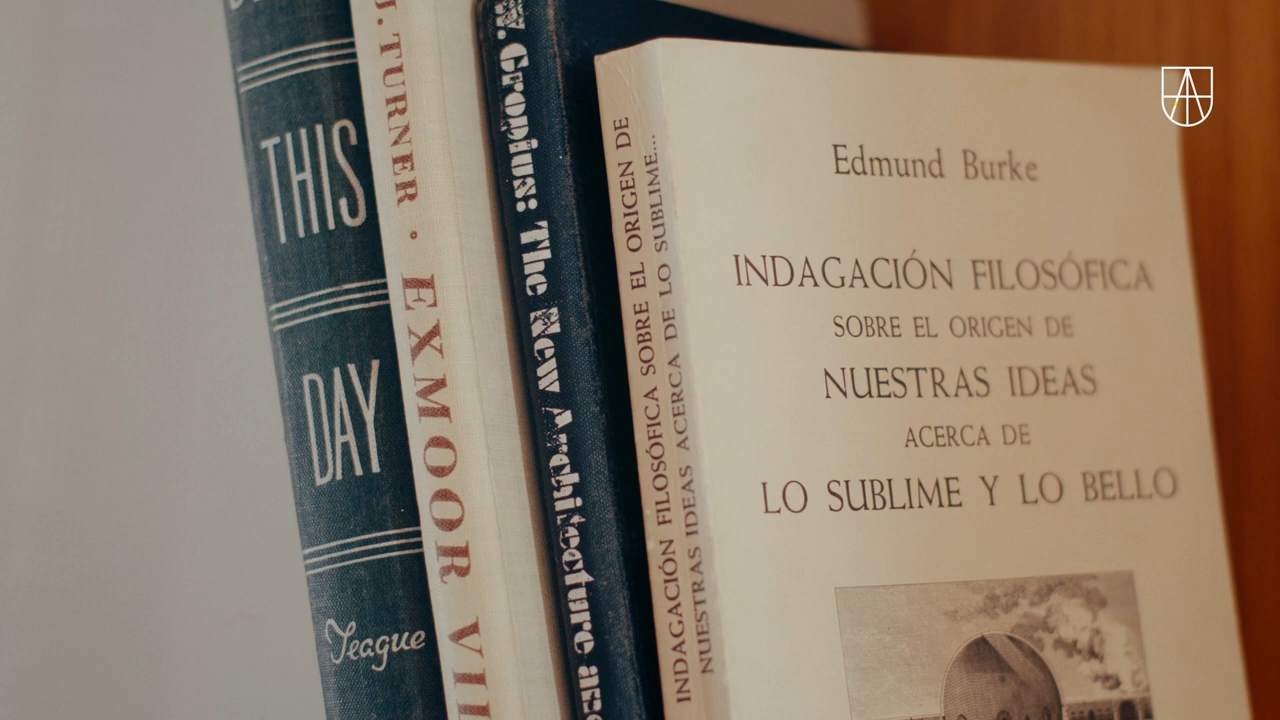 THIS
DAY
Teague
J. TURNER · EXMOOR
W. Gropius: The New Architecture and
INDAGACIÓN FILOSÓFICA SOBRE EL ORIGEN DE
NUESTRAS IDEAS ACERCA DE LO SUBLIME...
Edmund Burke
INDAGACIÓN FILOSÓFICA
SOBRE EL ORIGEN DE
NUESTRAS IDEAS
ACERCA DE
LO SUBLIME Y LO BELLO